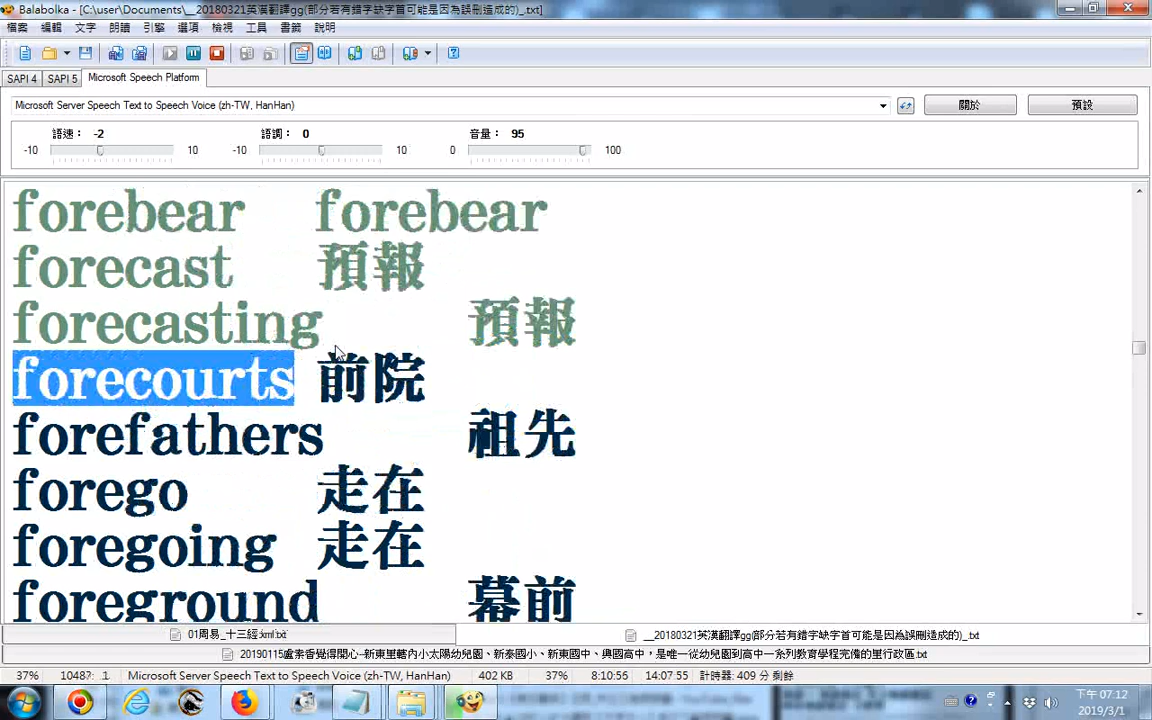 Balabolka - [C:\user\Documents\__20180321英漢翻譯gg(部分若有錯字缺字首可能是因為誤刪造成的)_.txt]
檔案 編輯 文字 朗讀 引擎 選項 檢視 工具 書籤 說明
SAPI 4 SAPI 5 Microsoft Speech Platform
Microsoft Server Speech Text to Speech Voice (zh-TW, HanHan) 關於 預設
語速： -2 語調： 0 音量： 95
-10 10 -10 10 0 100
forebear forebear
forecast 預報
forecasting 預報
forecourts 前院
forefathers 祖先
forego 走在
foregoing 走在
foreground 幕前
01周易_十三經.kml.txt __20180321英漢翻譯gg(部分若有錯字缺字首可能是因為誤刪造成的)_.txt
20190115盧素香覺得開心--新東里轄內小太陽幼兒園、新泰國小、新東國中、興國高中，是唯一從幼兒園到高中一系列教育學程完備的里行政區.txt
37% Microsoft Server Speech Text to Speech Voice (zh-TW, HanHan) 402 KB 37% 8:10:55 14:07:55 計時器: 409 分 剩餘
下午 07:12
2019/3/1